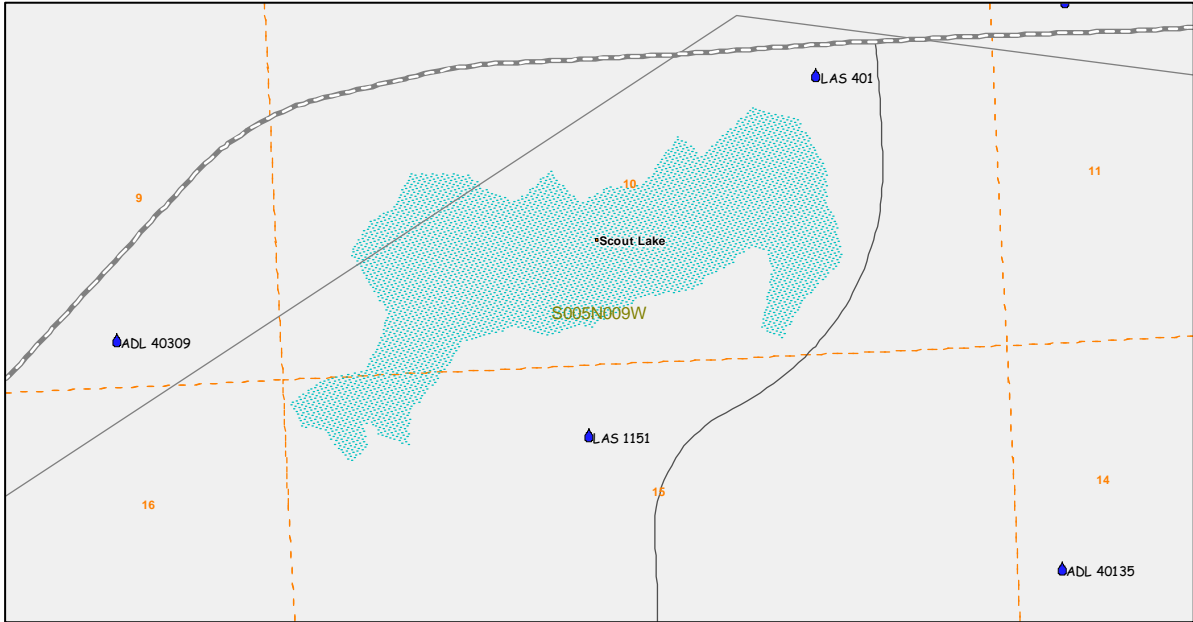 LAS 401
11
9
10
Scout Lake
S005N009W
ADL 40309
LAS 1151
14
15
16
ADL 40135